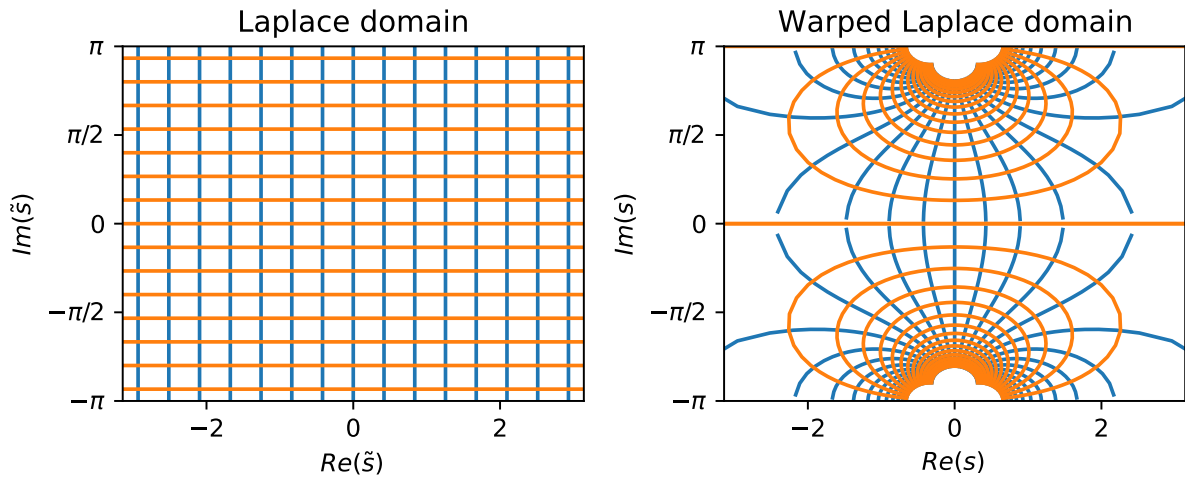 Laplace domain
π
π/2
0
−π/2
−π
Im(s̃)
−2
0
2
Re(s̃)
Warped Laplace domain
π
π/2
0
−π/2
−π
Im(s)
−2
0
2
Re(s)